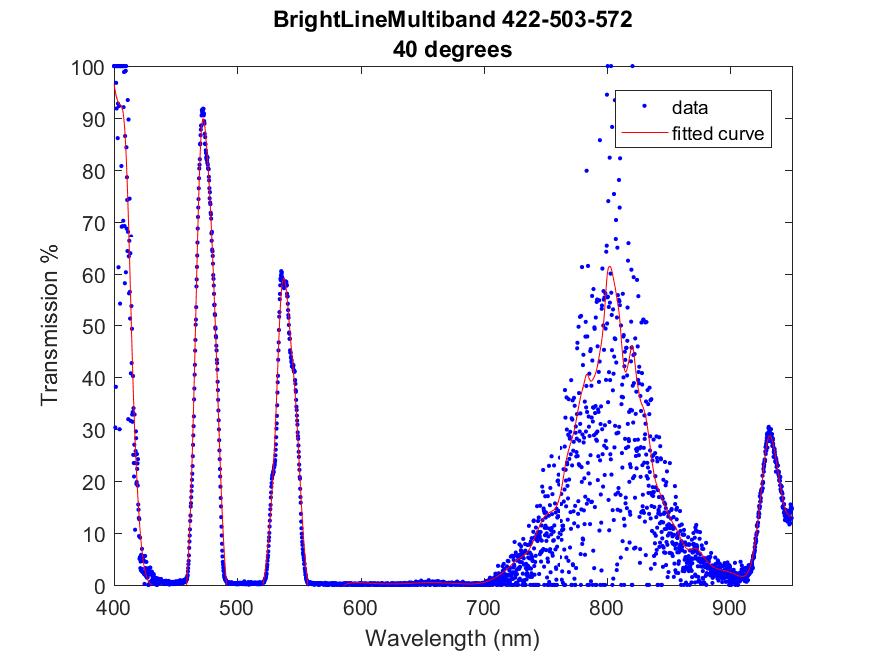 BrightLineMultiband 422-503-572
40 degrees
100
90
80
70
60
50
40
30
20
10
0
Transmission %
data
fitted curve
400
500
600
700
800
900
Wavelength (nm)